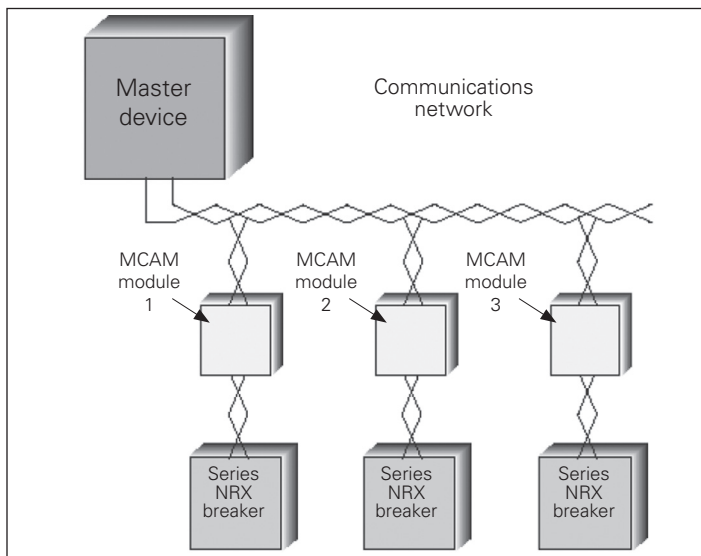 Master
device
Communications
network
MCAM
module
1
MCAM
module
2
MCAM
module
3
Series
NRX
breaker
Series
NRX
breaker
Series
NRX
breaker